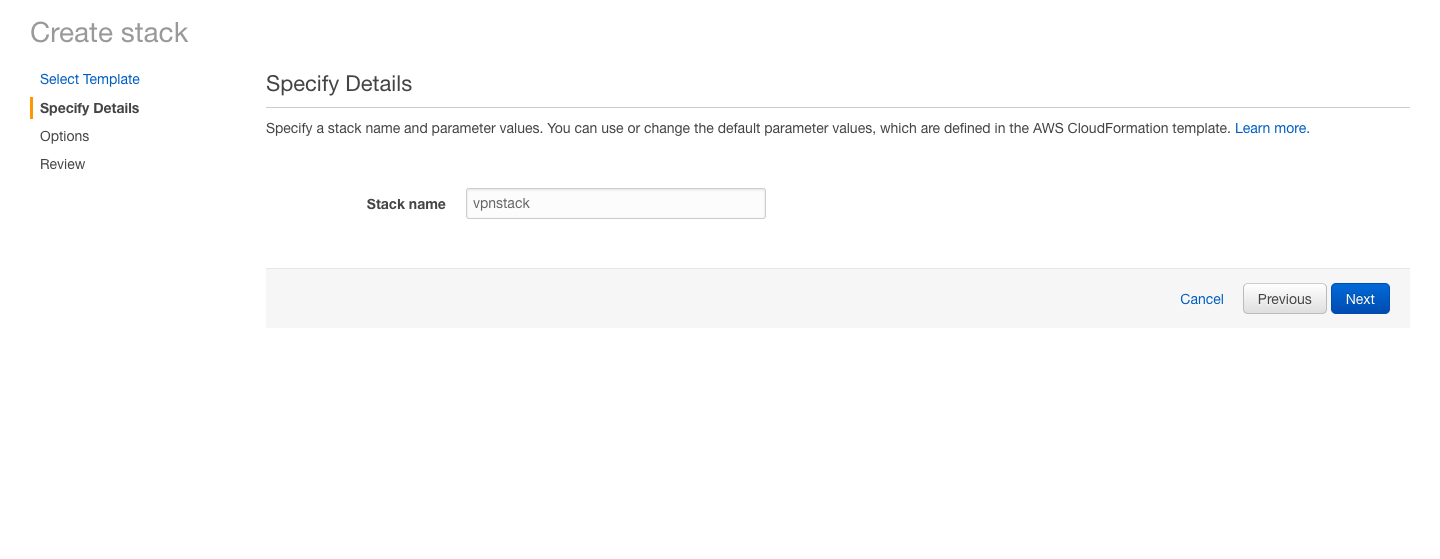 Create stack
Select Template
Specify Details
Options
Review
Specify Details
Specify a stack name and parameter values. You can use or change the default parameter values, which are defined in the AWS CloudFormation template. Learn more.
Stack name
vpnstack
Cancel
Previous
Next